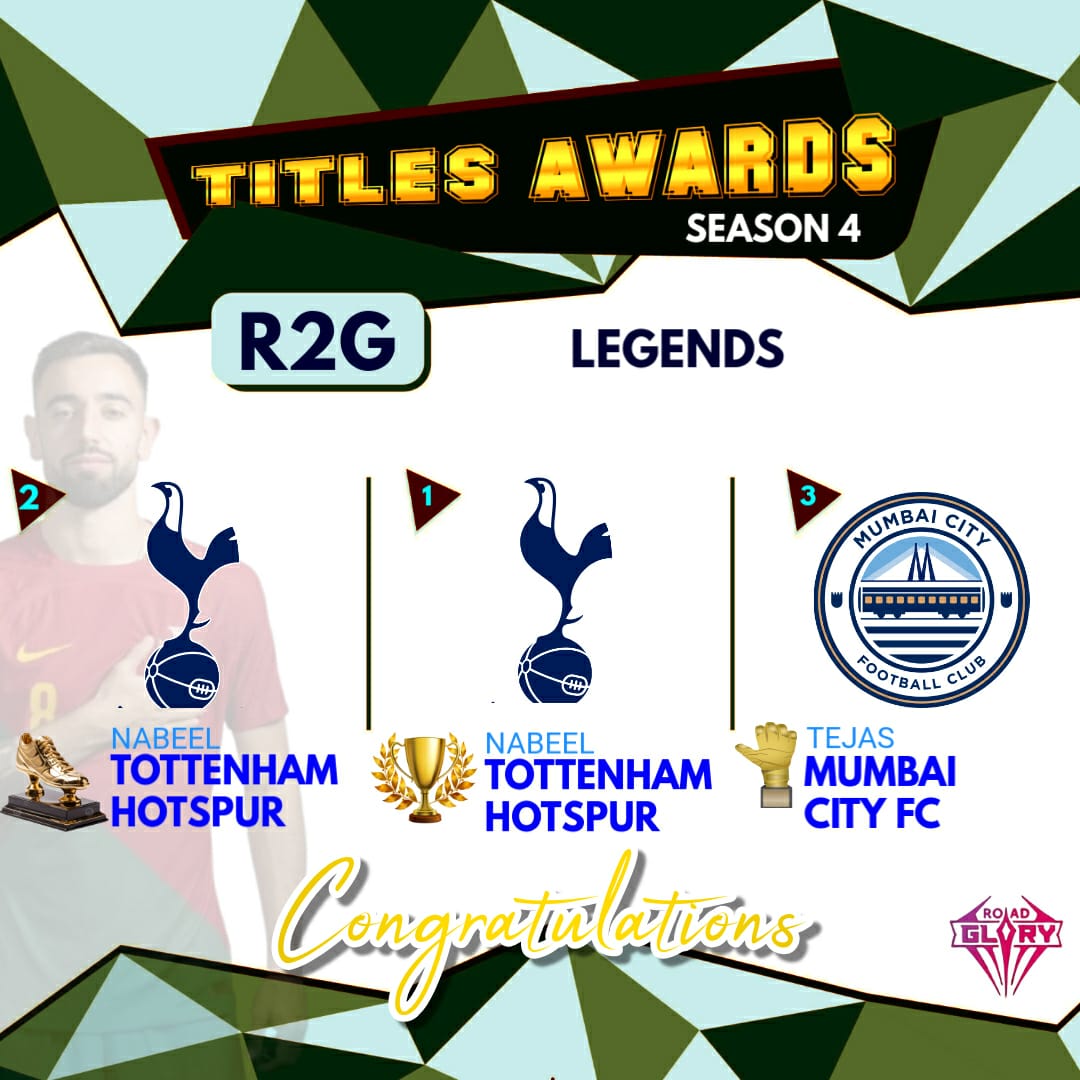 TITLES AWARDS
SEASON 4
R2G
LEGENDS
8
2
1
3
MUMBAI CITY
FOOTBALL CLUB
NABEEL
TOTTENHAM
HOTSPUR
NABEEL
TOTTENHAM
HOTSPUR
TEJAS
MUMBAI
CITY FC
Congratulations
ROAD
GLORY